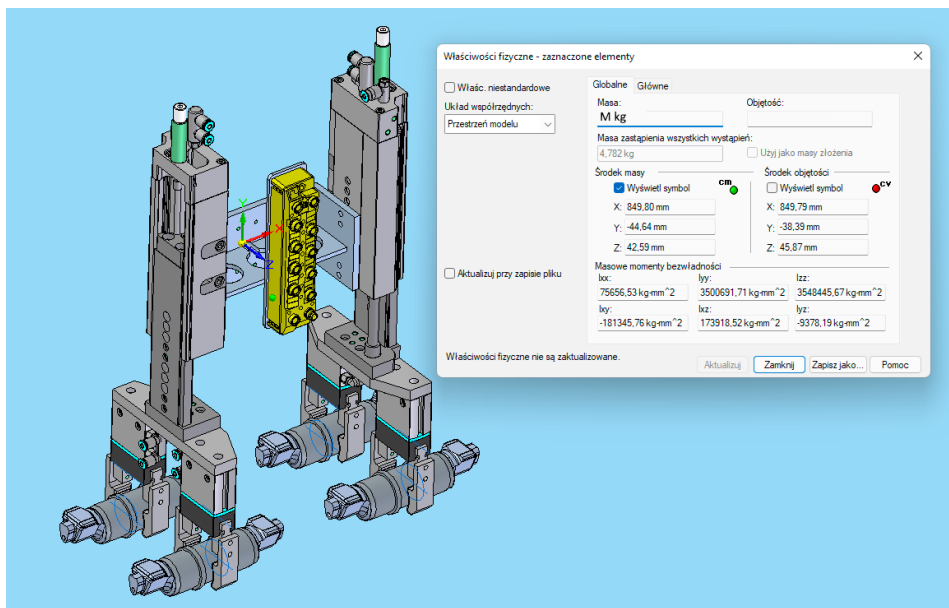 Właściwości fizyczne - zaznaczone elementy
Właśc. niestandardowe
Układ współrzędnych:
Przestrzeń modelu
Aktualizuj przy zapisie pliku
Globalne Główne
Masa: Objętość:
M kg
Masa zastąpienia wszystkich wystąpień:
4,782 kg Użyj jako masy złożenia
Środek masy Środek objętości
Wyświetl symbol cm Wyświetl symbol cv
X: 849,80 mm X: 849,79 mm
Y: -44,64 mm Y: -38,39 mm
Z: 42,59 mm Z: 45,87 mm
Masowe momenty bezwładności
Ixx: Iyy: Izz:
75656,53 kg-mm^2 3500691,71 kg-mm^2 3548445,67 kg-mm^2
Ixy: Ixz: Iyz:
-181345,76 kg-mm^2 173918,52 kg-mm^2 -9378,19 kg-mm^2
Właściwości fizyczne nie są zaktualizowane.
Aktualizuj Zamknij Zapisz jako... Pomoc
Y
X
Z